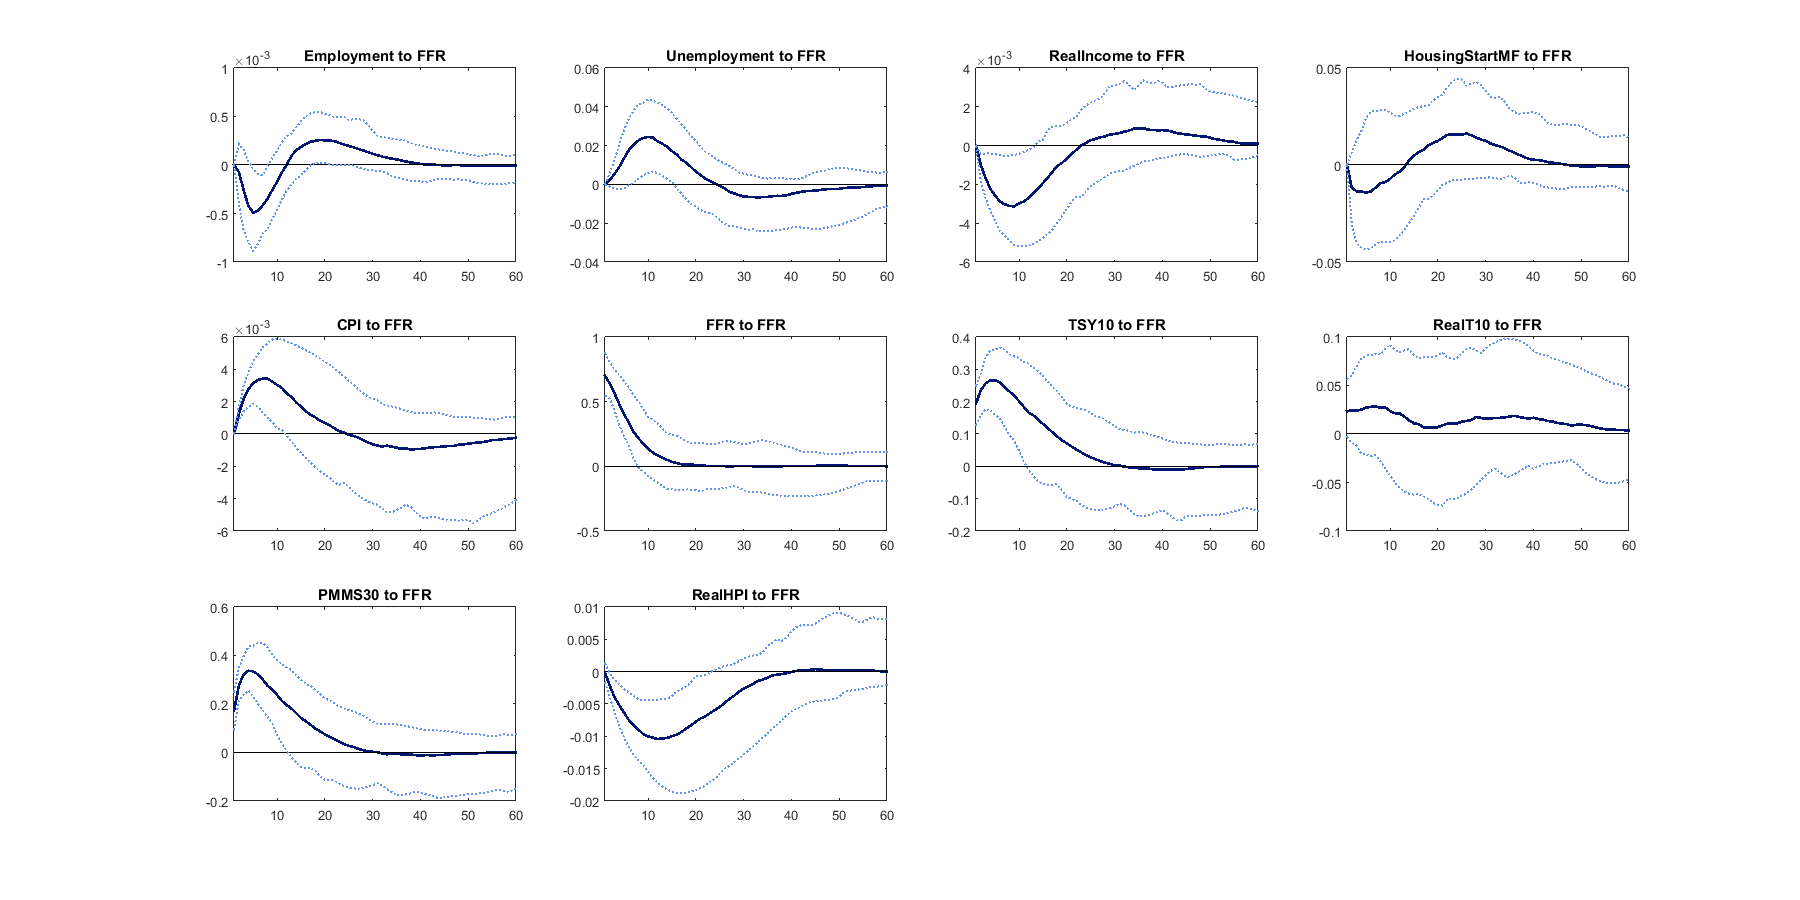 Employment to FFR
×10-3
1
0.5
0
-0.5
-1
10 20 30 40 50 60
Unemployment to FFR
0.06
0.04
0.02
0
-0.02
-0.04
10 20 30 40 50 60
RealIncome to FFR
×10-3
4
2
0
-2
-4
-6
10 20 30 40 50 60
HousingStartMF to FFR
0.05
0
-0.05
10 20 30 40 50 60
CPI to FFR
×10-3
6
4
2
0
-2
-4
-6
10 20 30 40 50 60
FFR to FFR
1
0.5
0
-0.5
10 20 30 40 50 60
TSY10 to FFR
0.4
0.3
0.2
0.1
0
-0.1
-0.2
10 20 30 40 50 60
RealT10 to FFR
0.1
0.05
0
-0.05
-0.1
10 20 30 40 50 60
PMMS30 to FFR
0.6
0.4
0.2
0
-0.2
10 20 30 40 50 60
RealHPI to FFR
0.01
0.005
0
-0.005
-0.01
-0.015
-0.02
10 20 30 40 50 60